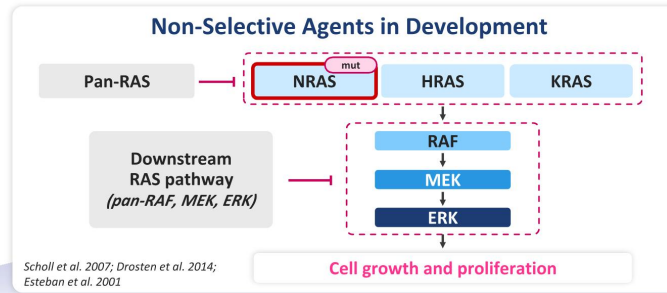 Non-Selective Agents in Development
mut
Pan-RAS
NRAS
HRAS
KRAS
Downstream
RAS pathway
(pan-RAF, MEK, ERK)
RAF
MEK
ERK
Scholl et al. 2007; Drosten et al. 2014;
Esteban et al. 2001
Cell growth and proliferation